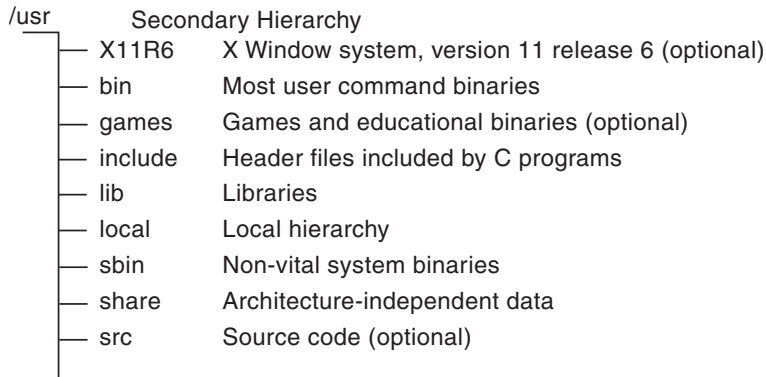 /usr Secondary Hierarchy
X11R6 X Window system, version 11 release 6 (optional)
bin Most user command binaries
games Games and educational binaries (optional)
include Header files included by C programs
lib Libraries
local Local hierarchy
sbin Non-vital system binaries
share Architecture-independent data
src Source code (optional)